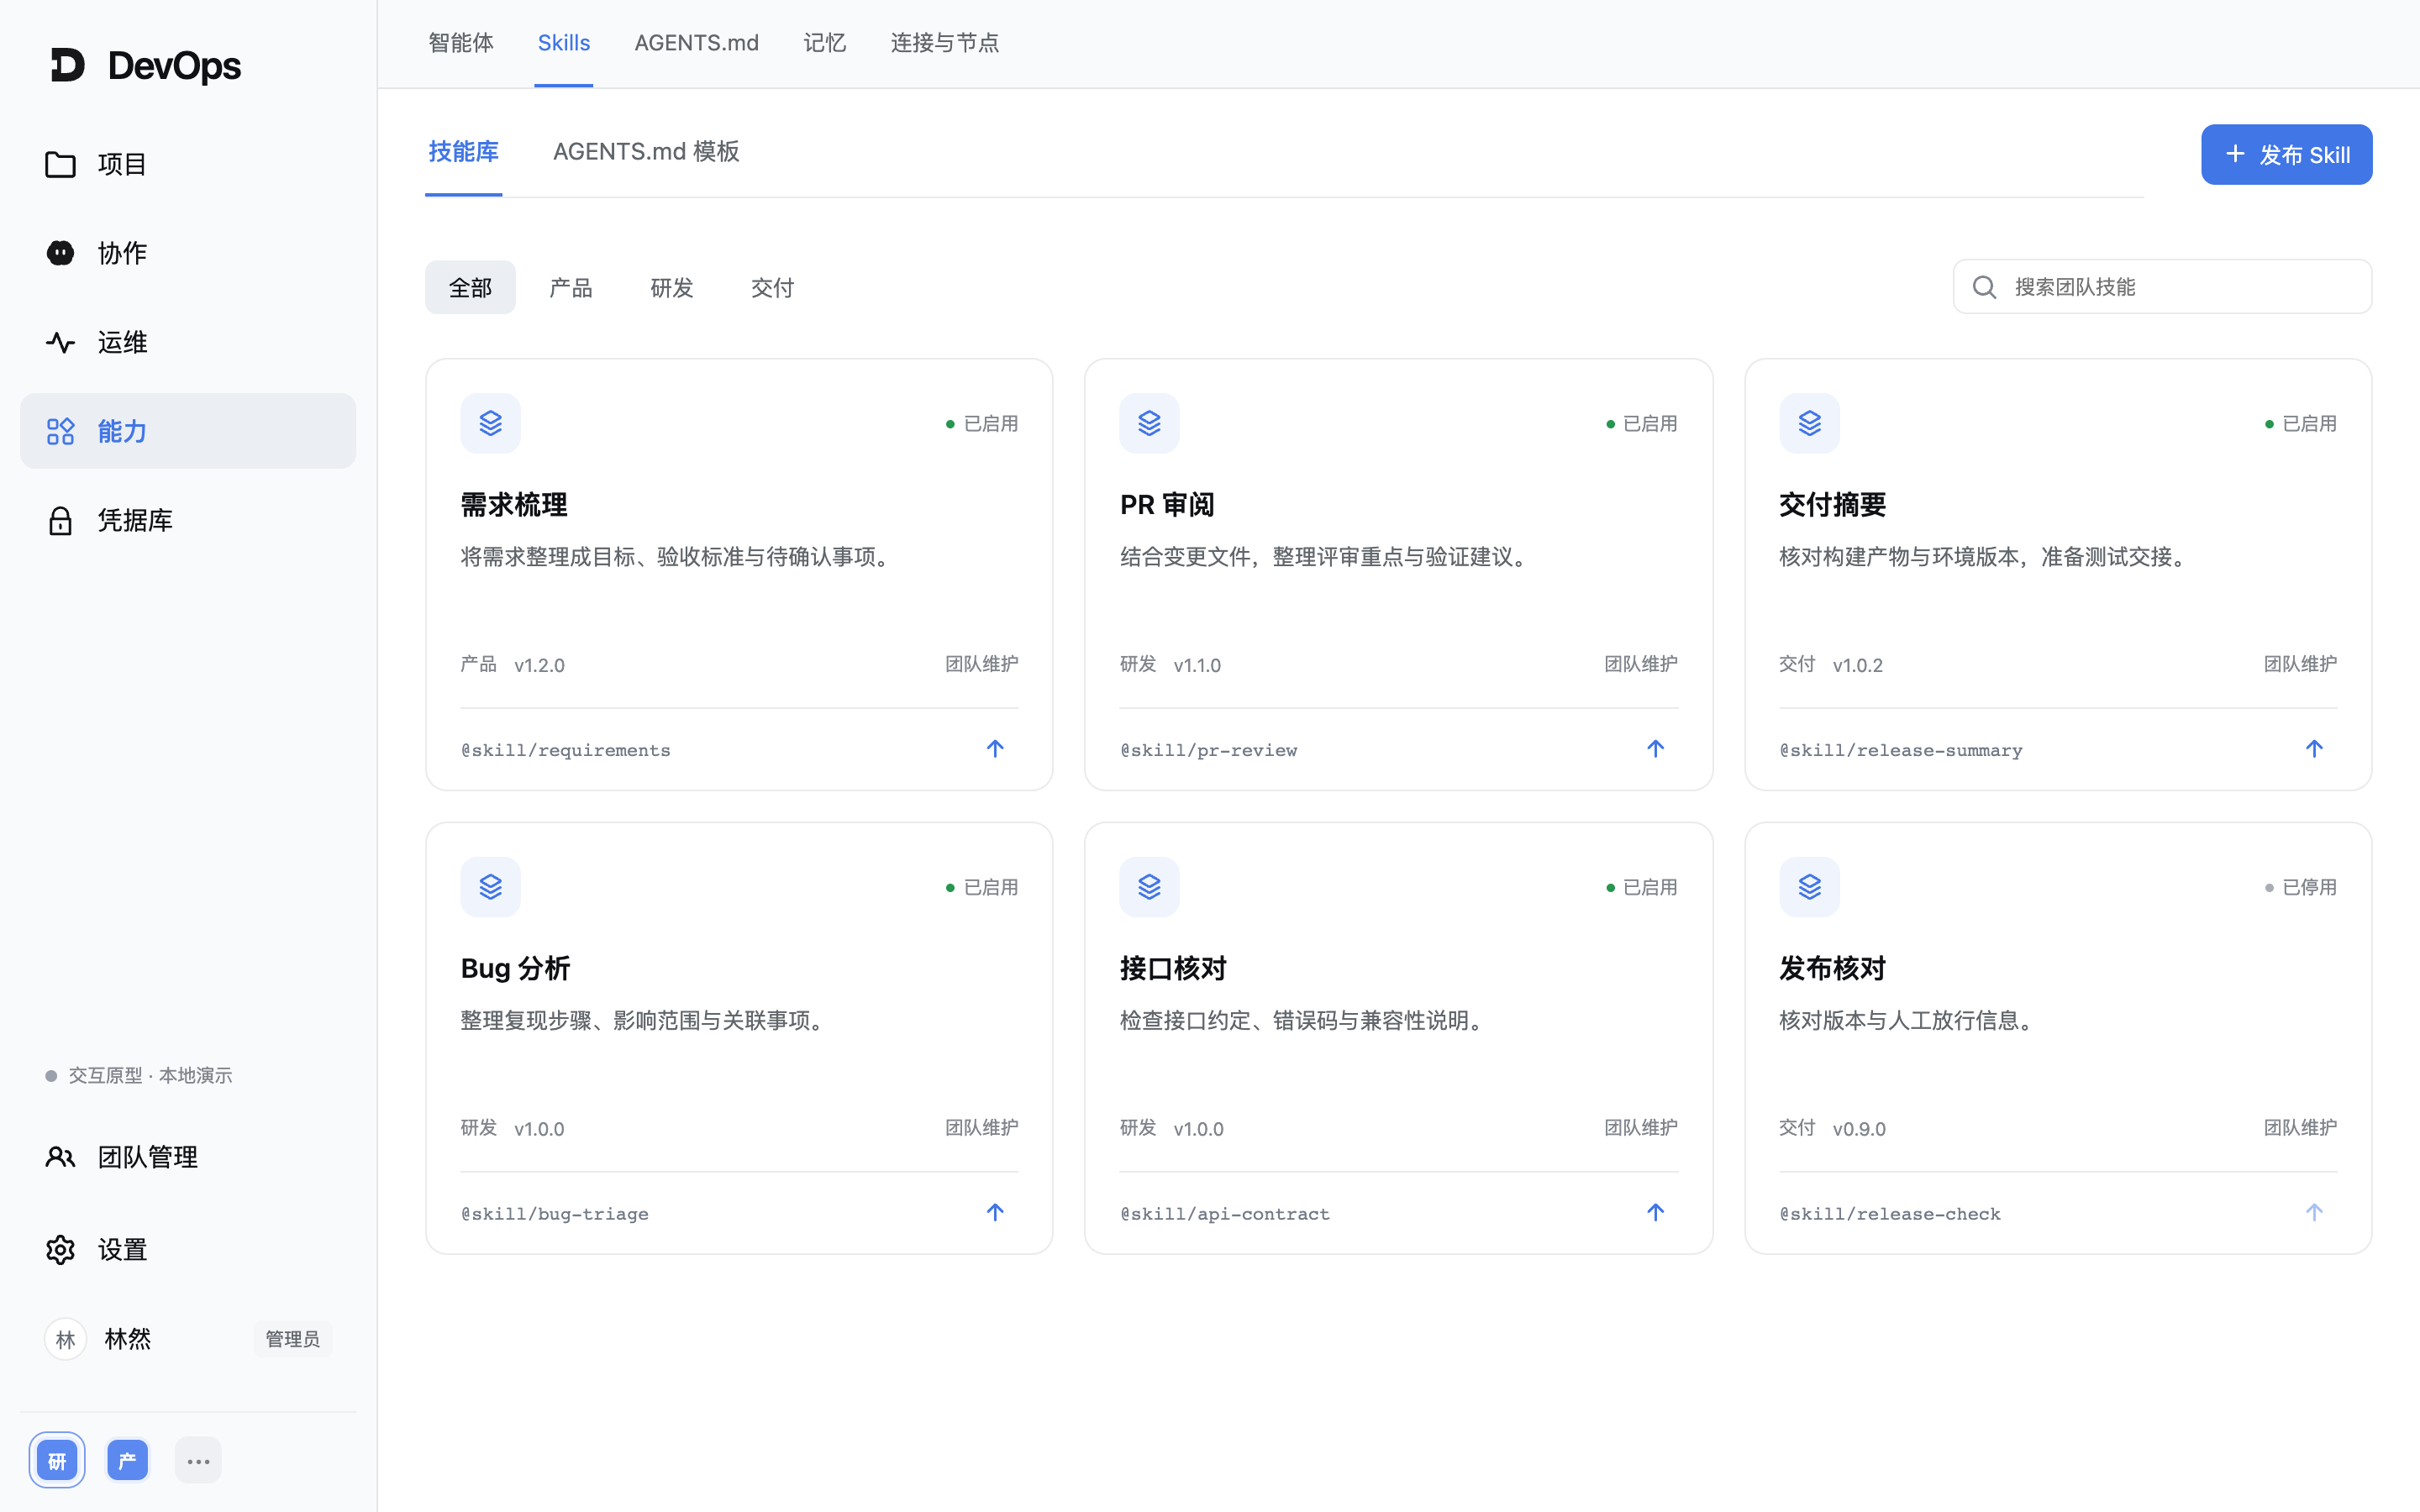 DevOps
项目
协作
运维
能力
凭据库
交互原型 · 本地演示
团队管理
设置
林 林然 管理员
研 产 ...
智能体 Skills AGENTS.md 记忆 连接与节点
技能库 AGENTS.md 模板 + 发布 Skill
全部 产品 研发 交付 搜索团队技能
已启用
需求梳理
将需求整理成目标、验收标准与待确认事项。
产品 v1.2.0 团队维护
@skill/requirements
已启用
PR 审阅
结合变更文件，整理评审重点与验证建议。
研发 v1.1.0 团队维护
@skill/pr-review
已启用
交付摘要
核对构建产物与环境版本，准备测试交接。
交付 v1.0.2 团队维护
@skill/release-summary
已启用
Bug 分析
整理复现步骤、影响范围与关联事项。
研发 v1.0.0 团队维护
@skill/bug-triage
已启用
接口核对
检查接口约定、错误码与兼容性说明。
研发 v1.0.0 团队维护
@skill/api-contract
已停用
发布核对
核对版本与人工放行信息。
交付 v0.9.0 团队维护
@skill/release-check